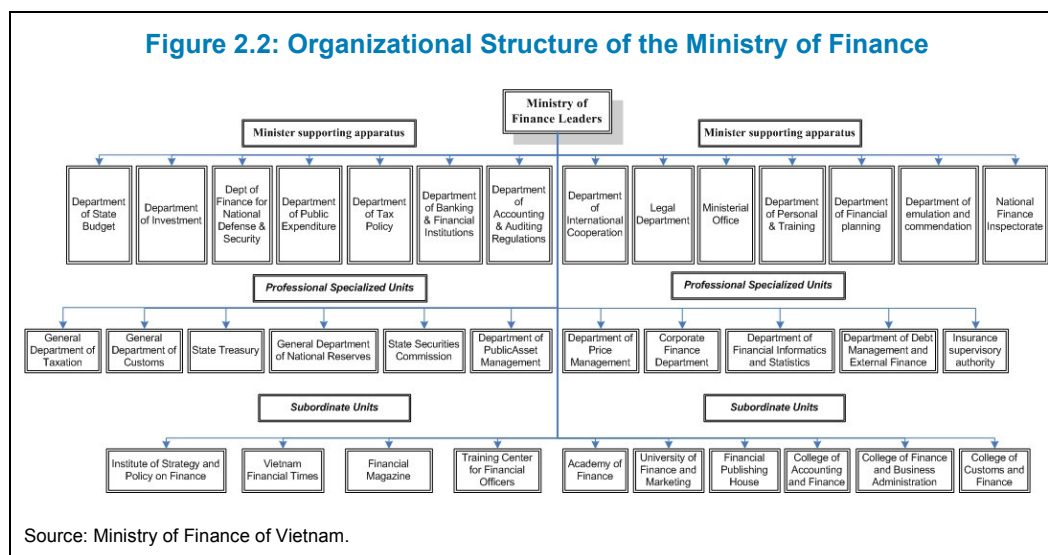 Figure 2.2: Organizational Structure of the Ministry of Finance
Ministry of
Finance Leaders
Minister supporting apparatus
Minister supporting apparatus
Department
of State
Budget
Department
of Investment
Dept of
Finance for
National
Defense &
Security
Department
of Public
Expenditure
Department
of Tax
Policy
Department
of Banking
& Financial
Institutions
Department
of
Accounting
& Auditing
Regulations
Department
of
International
Cooperation
Legal
Department
Ministerial
Office
Department
of Personal
& Training
Department
of Financial
planning
Department of
emulation and
commendation
National
Finance
Inspectorate
Professional Specialized Units
Professional Specialized Units
General
Department of
Taxation
General
Department of
Customs
State Treasury
General Department
of National Reserves
State Securities
Commission
Department of
PublicAsset
Management
Department of
Price
Management
Corporate
Finance
Department
Department of
Financial Informatics
and Statistics
Department of Debt
Management and
External Finance
Insurance
supervisory
authority
Subordinate Units
Subordinate Units
Institute of Strategy and
Policy on Finance
Vietnam
Financial Times
Financial
Magazine
Training Center
for Financial
Officers
Academy of
Finance
University of
Finance and
Marketing
Financial
Publishing
House
College of
Accounting
and Finance
College of Finance
and Business
Administration
College of
Customs and
Finance
Source: Ministry of Finance of Vietnam.